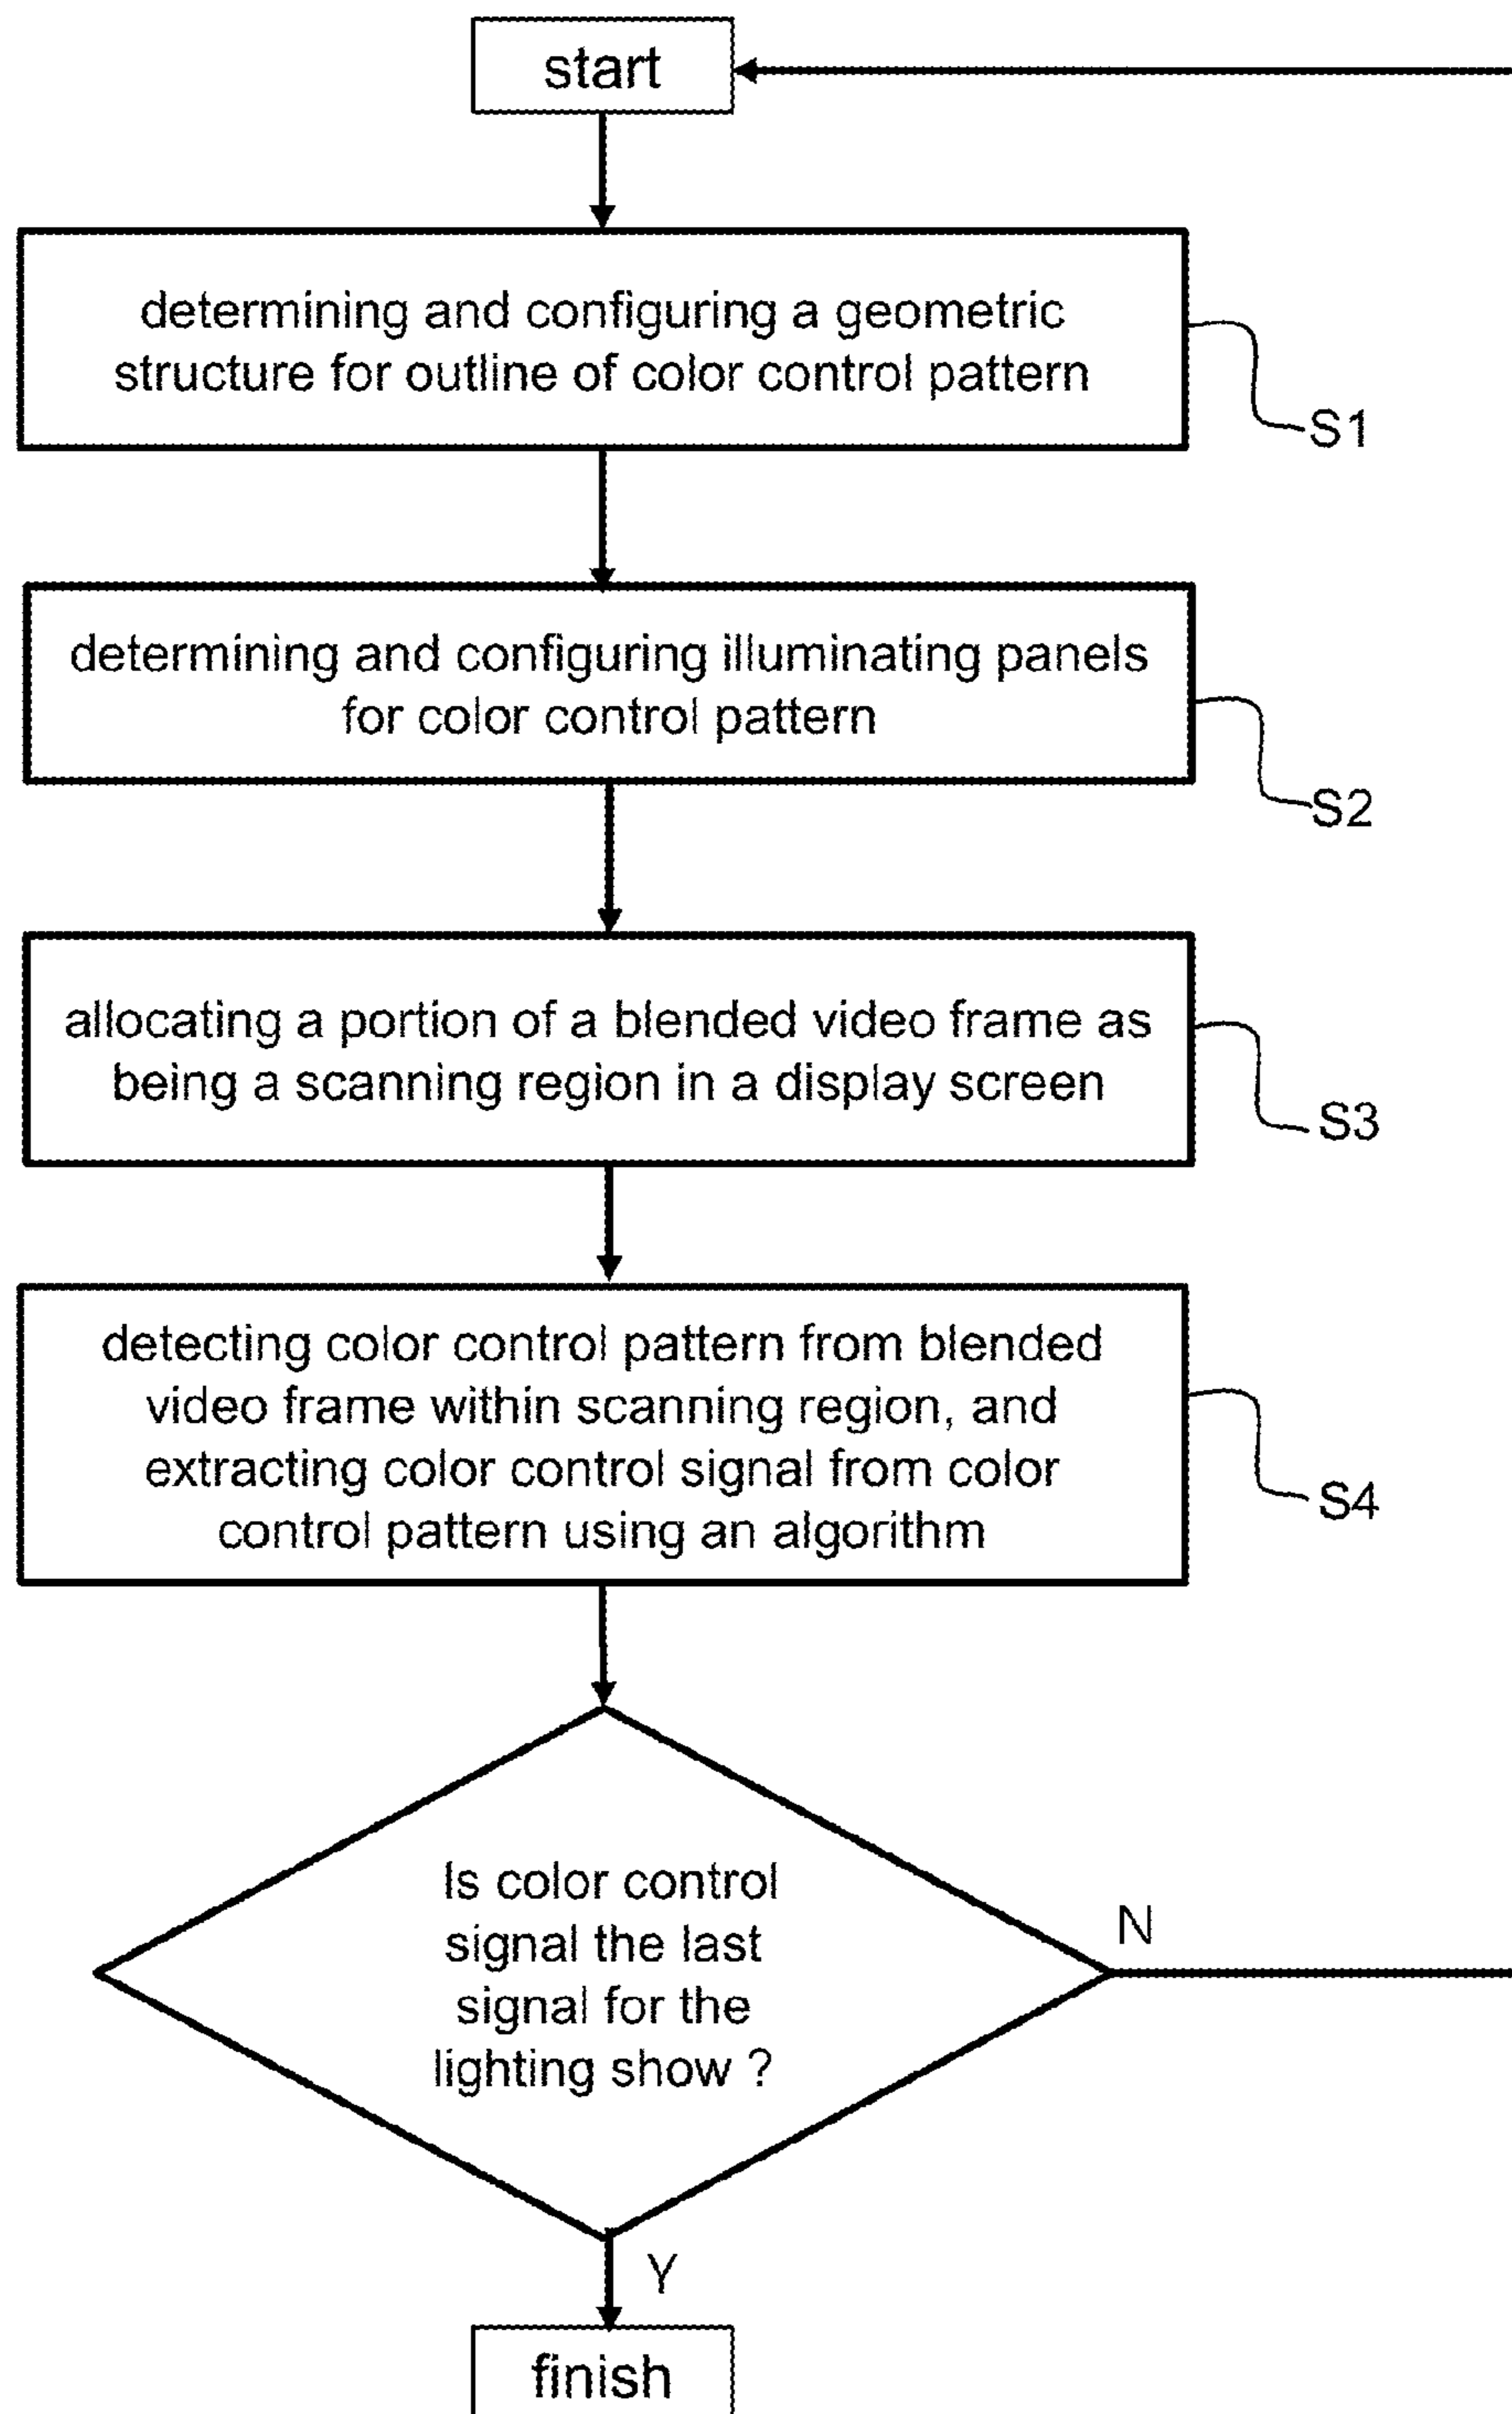 start
determining and configuring a geometric
structure for outline of color control pattern
S1
determining and configuring illuminating panels
for color control pattern
S2
allocating a portion of a blended video frame as
being a scanning region in a display screen
S3
detecting color control pattern from blended
video frame within scanning region, and
extracting color control signal from color
control pattern using an algorithm
S4
Is color control
signal the last
signal for the
lighting show ?
N
Y
finish